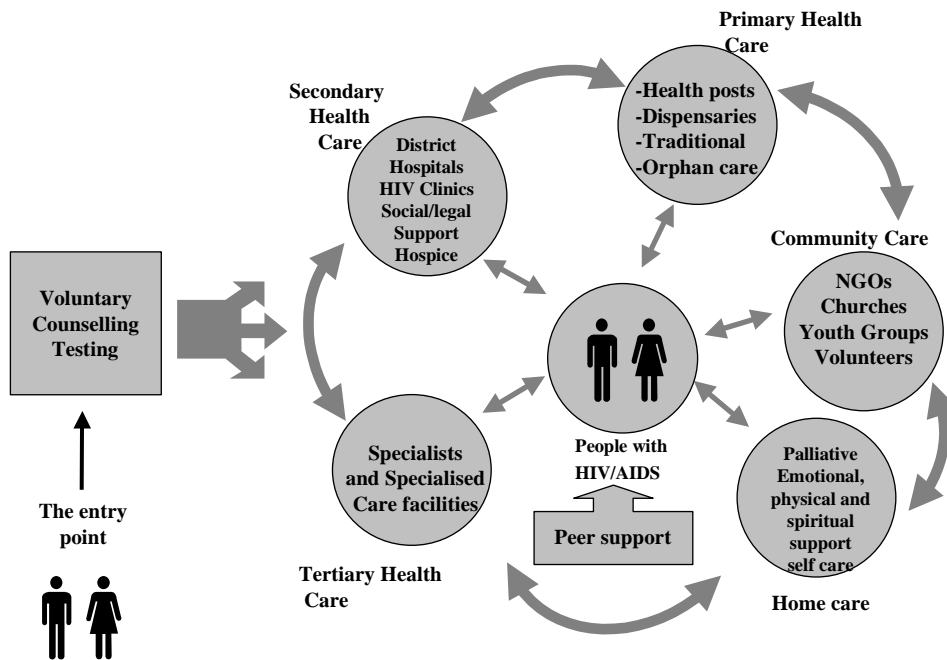 Primary Health
Care
-Health posts
-Dispensaries
-Traditional
-Orphan care
Secondary
Health
Care
District
Hospitals
HIV Clinics
Social/legal
Support
Hospice
Community Care
NGOs
Churches
Youth Groups
Volunteers
Voluntary
Counselling
Testing
The entry
point
People with
HIV/AIDS
Peer support
Specialists
and Specialised
Care facilities
Tertiary Health
Care
Palliative
Emotional,
physical and
spiritual
support
self care
Home care